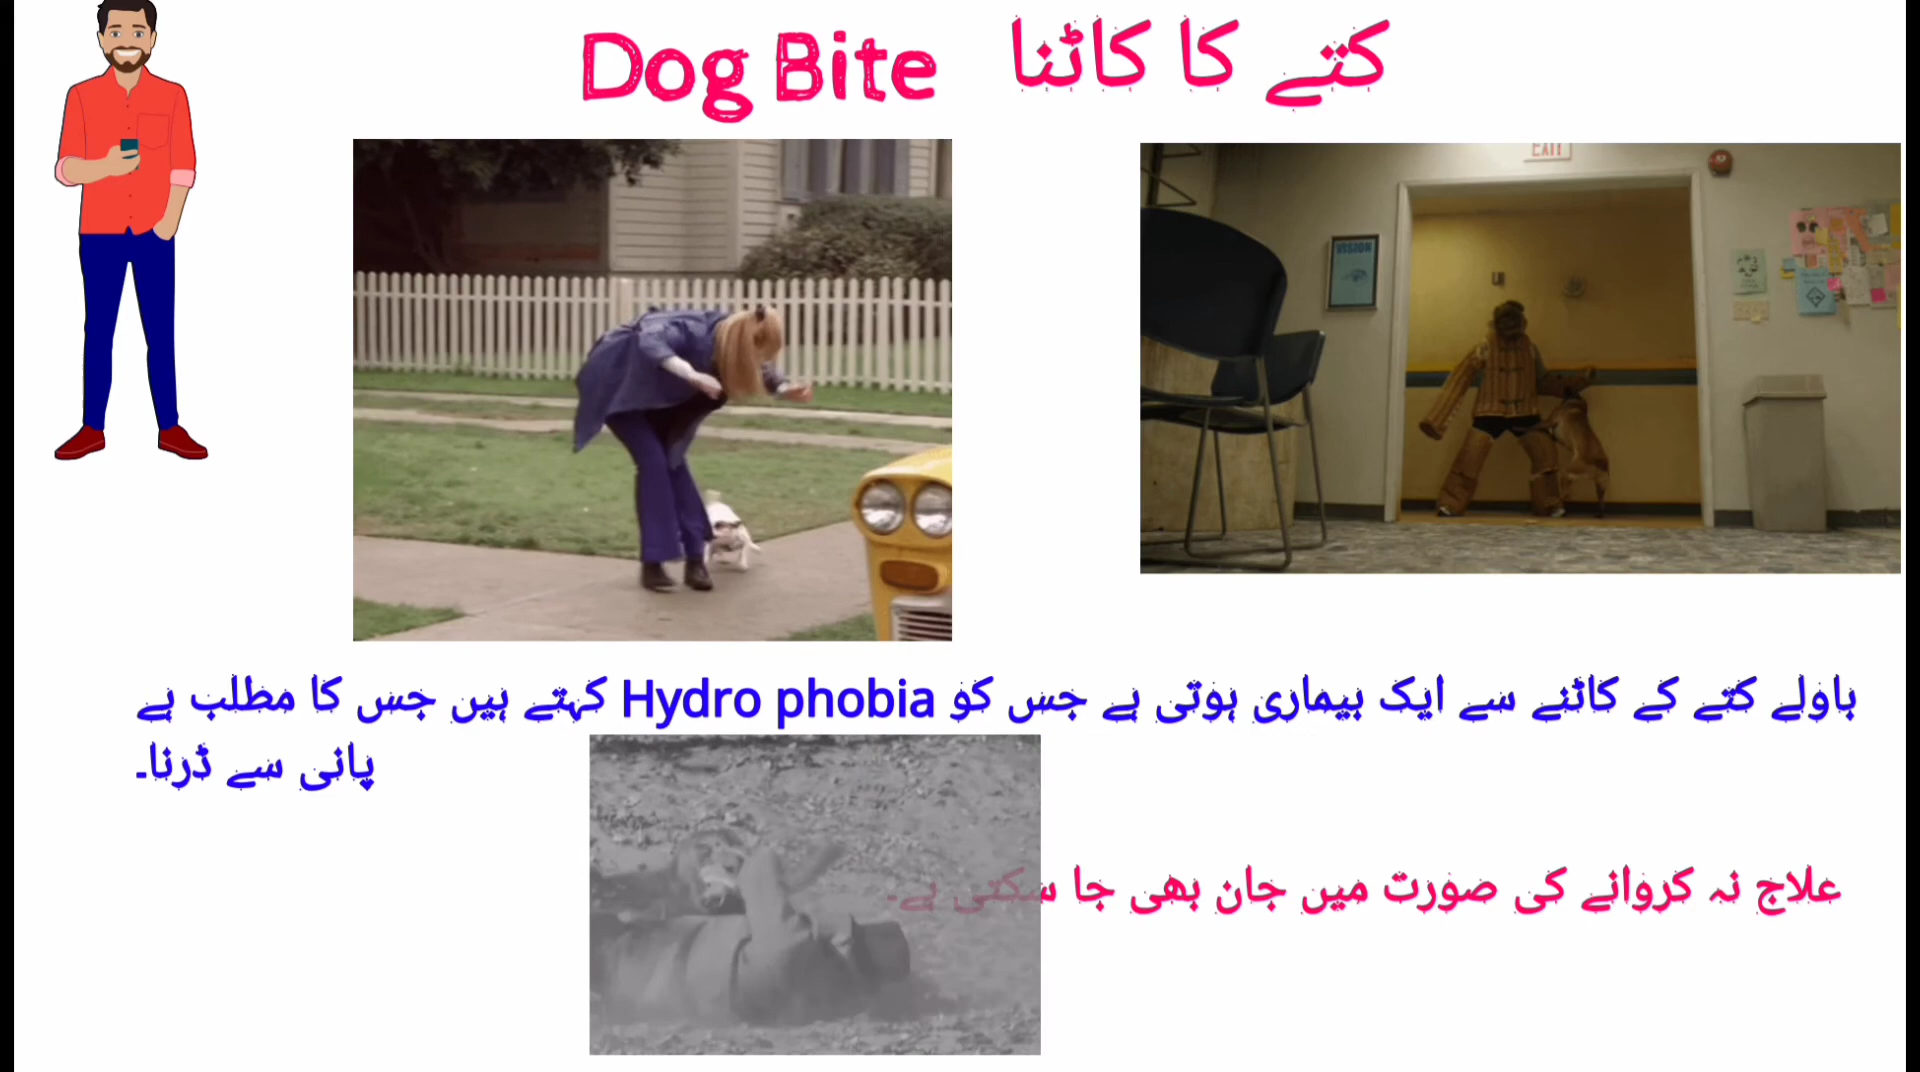 Dog Bite کتے کا کاٹنا
EXIT
VISION
باولے کتے کے کاٹنے سے ایک بیماری ہوتی ہے جس کو Hydro phobia کہتے ہیں جس کا مطلب ہے
پانی سے ڈرنا۔
علاج نہ کروانے کی صورت میں جان بھی جا سکتی ہے۔